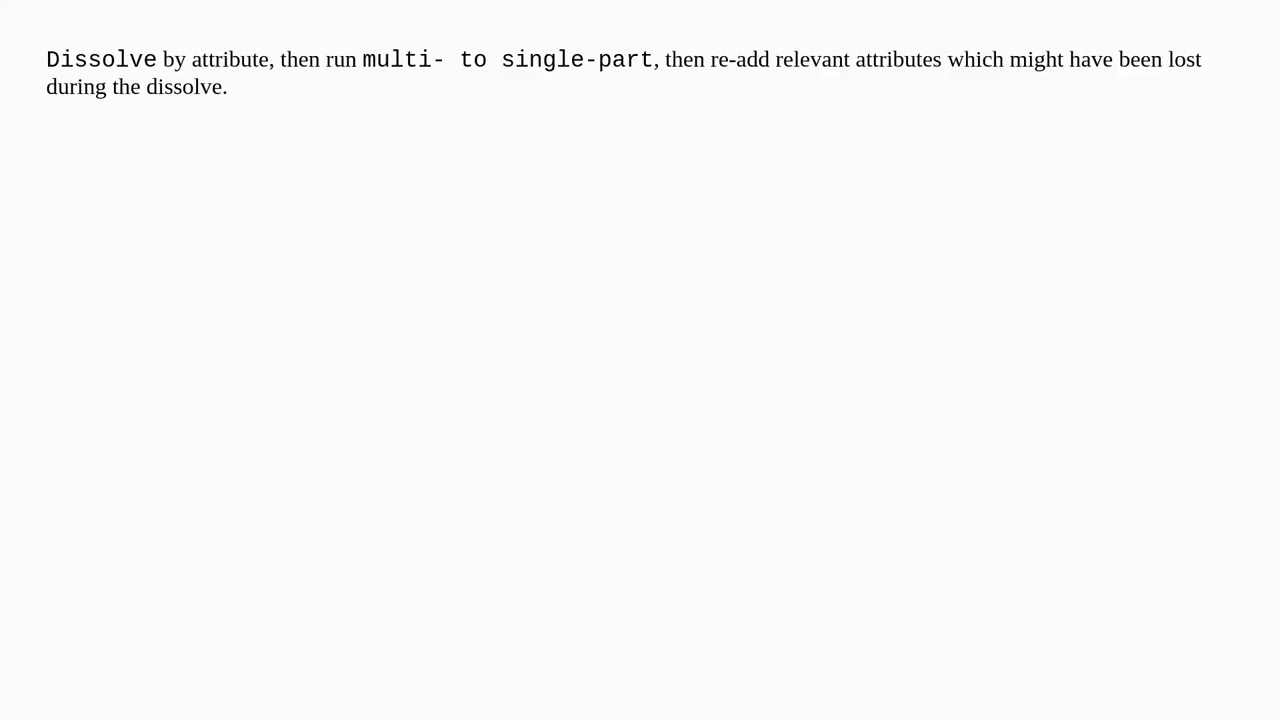 Dissolve by attribute, then run multi- to single-part, then re-add relevant attributes which might have been lost
during the dissolve.